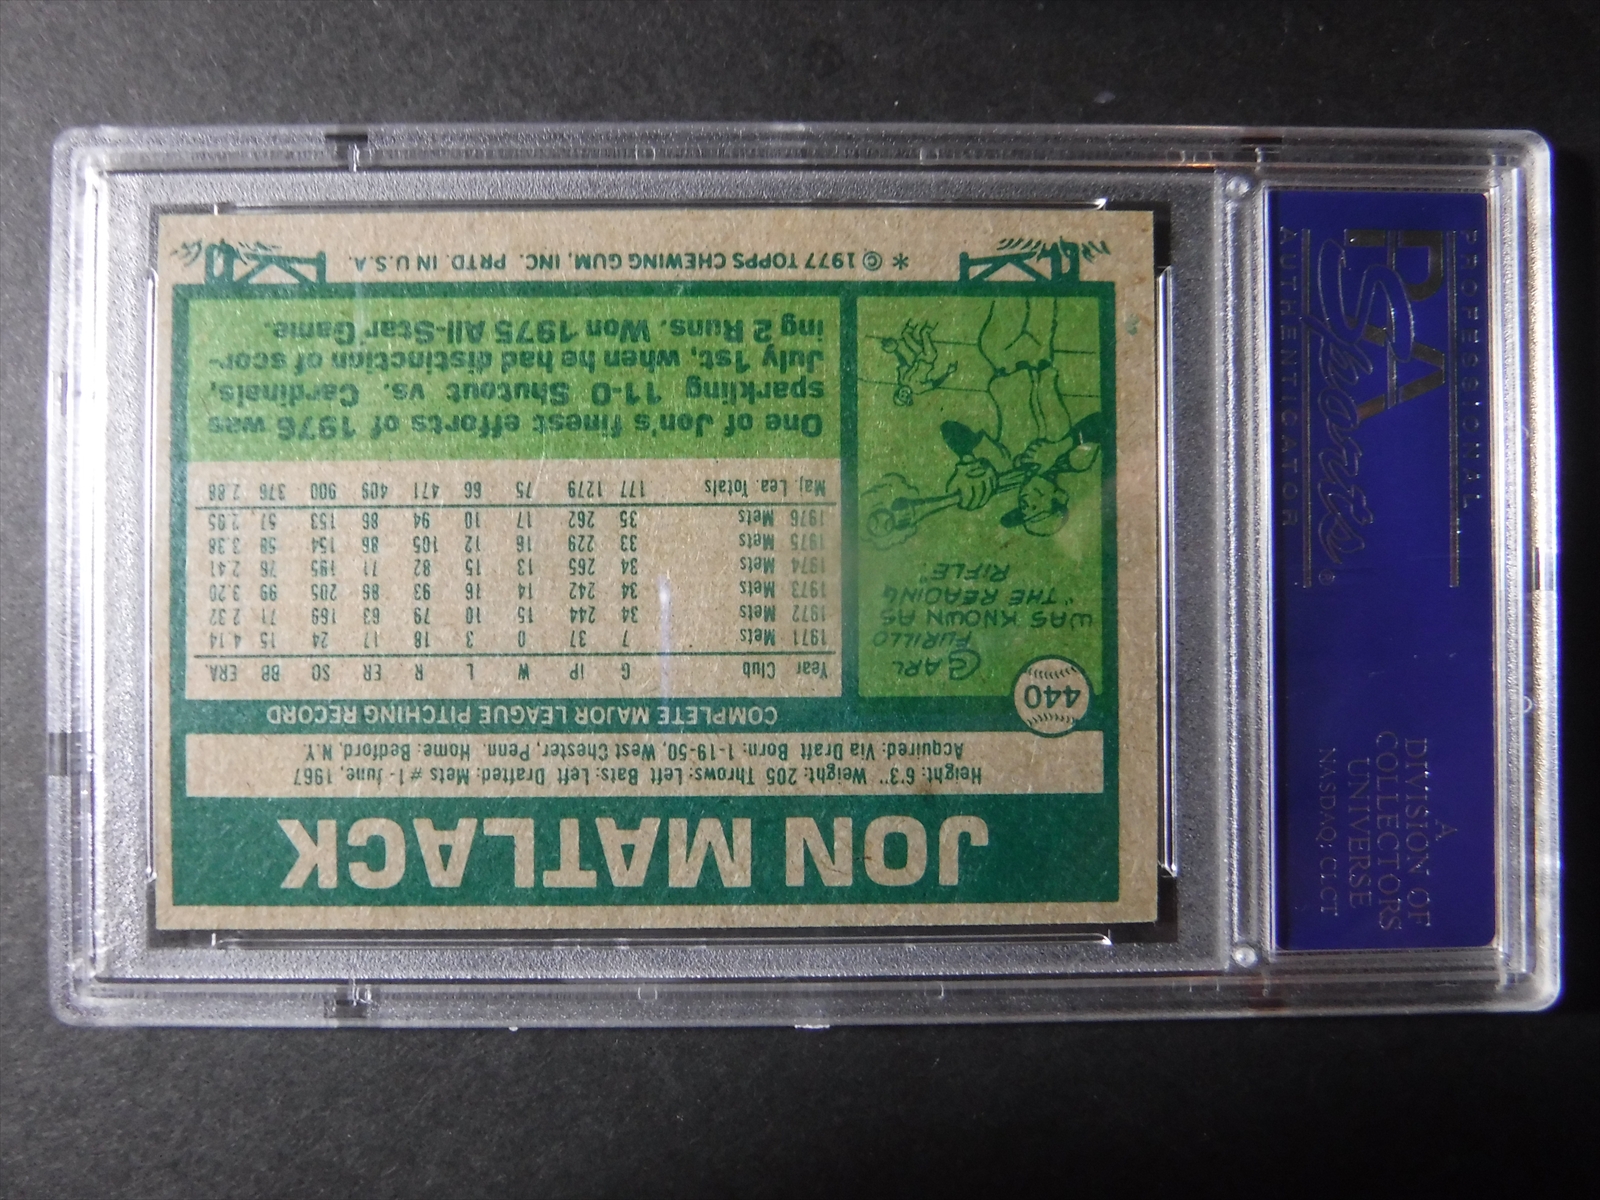 JON MATLACK
Height: 6'3" Weight: 205 Throws: Left Bats: Left Drafted: Mets # 1 - June, 1967
Acquired: Via Draft Born: 1-19-50, West Chester, Penn. Home: Bedford, N.Y.
440
CARL
FURILLO
WAS KNOWN AS
"THE READING
RIFLE".
COMPLETE MAJOR LEAGUE PITCHING RECORD
Year Club G IP W L R ER SO BB ERA.
1971 Mets 7 37 0 3 18 17 24 15 4.14
1972 Mets 34 244 15 10 79 63 169 71 2.32
1973 Mets 34 242 14 16 93 86 205 99 3.20
1974 Mets 34 265 13 15 82 71 195 76 2.41
1975 Mets 33 229 16 12 105 86 154 58 3.38
1976 Mets 35 262 17 10 94 86 153 57 2.95
Maj. Lea. Totals 177 1279 75 66 471 409 900 376 2.88
One of Jon's finest efforts of 1976 was
sparkling 11-0 Shutout vs. Cardinals,
July 1st, when he had distinction of scor-
ing 2 Runs. Won 1975 All-Star Game.
* © 1977 TOPPS CHEWING GUM, INC. PRTD. IN U.S.A.
PROFESSIONAL
PSA
Sports
®
AUTHENTICATOR
A
DIVISION OF
COLLECTORS
UNIVERSE
NASDAQ: CLCT